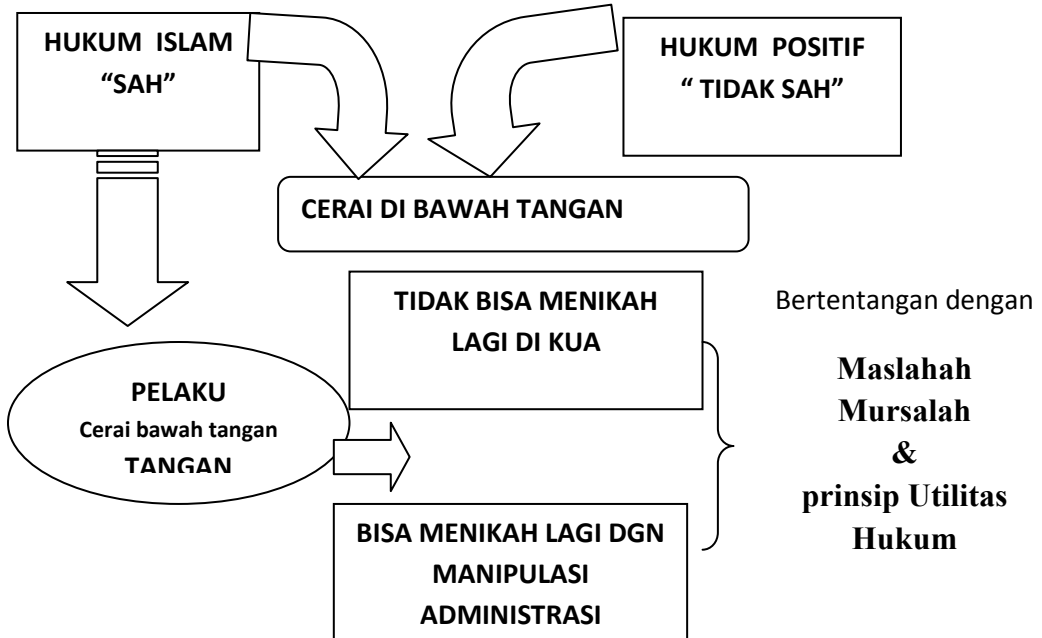 HUKUM ISLAM
“SAH”
HUKUM POSITIF
“ TIDAK SAH”
CERAI DI BAWAH TANGAN
TIDAK BISA MENIKAH
LAGI DI KUA
Bertentangan dengan
Maslahah
Mursalah
&
prinsip Utilitas
Hukum
PELAKU
Cerai bawah tangan
TANGAN
BISA MENIKAH LAGI DGN
MANIPULASI
ADMINISTRASI